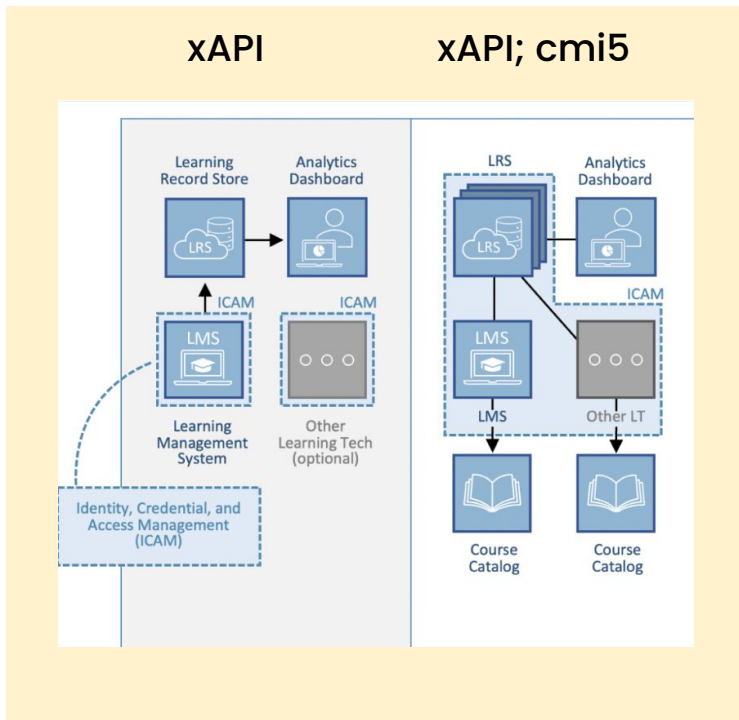 xAPI
xAPI; cmi5
Learning
Record Store
Analytics
Dashboard
LRS
ICAM
ICAM
LMS
Learning
Management
System
Other
Learning Tech
(optional)
Identity, Credential, and
Access Management
(ICAM)
LRS
Analytics
Dashboard
LRS
ICAM
LMS
LMS
Other LT
Course
Catalog
Course
Catalog